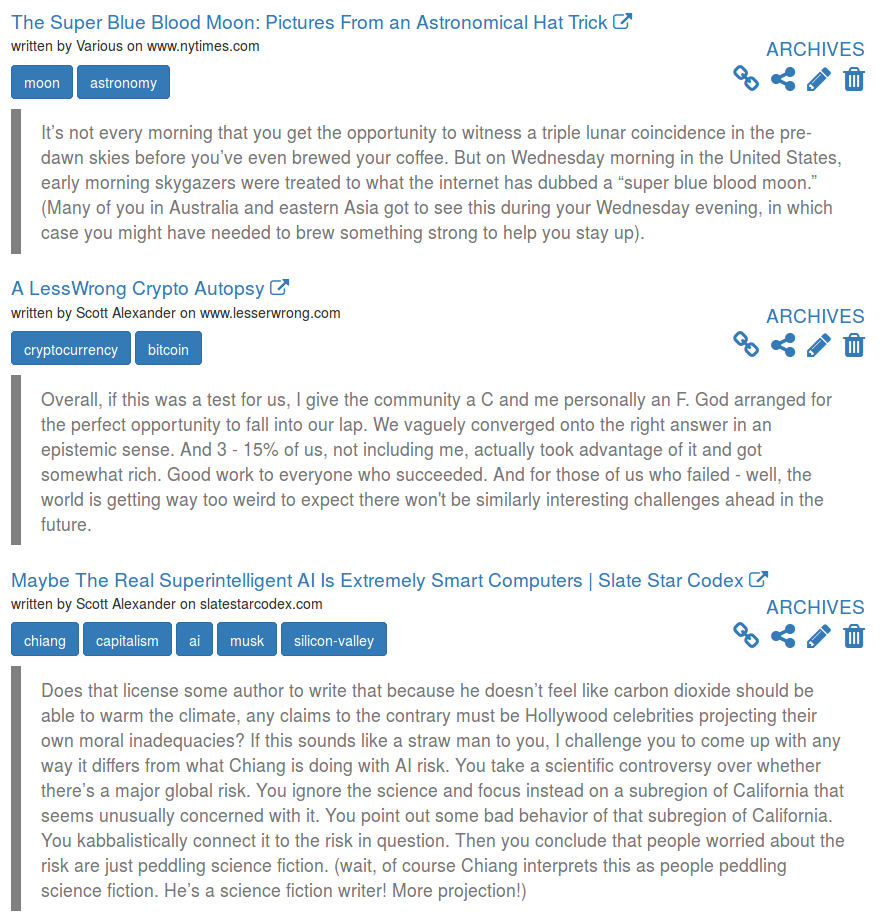 The Super Blue Blood Moon: Pictures From an Astronomical Hat Trick
written by Various on www.nytimes.com
ARCHIVES
moon astronomy
It’s not every morning that you get the opportunity to witness a triple lunar coincidence in the pre-
dawn skies before you’ve even brewed your coffee. But on Wednesday morning in the United States,
early morning skygazers were treated to what the internet has dubbed a “super blue blood moon.”
(Many of you in Australia and eastern Asia got to see this during your Wednesday evening, in which
case you might have needed to brew something strong to help you stay up).
A LessWrong Crypto Autopsy
written by Scott Alexander on www.lesserwrong.com
ARCHIVES
cryptocurrency bitcoin
Overall, if this was a test for us, I give the community a C and me personally an F. God arranged for
the perfect opportunity to fall into our lap. We vaguely converged onto the right answer in an
epistemic sense. And 3 - 15% of us, not including me, actually took advantage of it and got
somewhat rich. Good work to everyone who succeeded. And for those of us who failed - well, the
world is getting way too weird to expect there won't be similarly interesting challenges ahead in the
future.
Maybe The Real Superintelligent AI Is Extremely Smart Computers | Slate Star Codex
written by Scott Alexander on slatestarcodex.com
ARCHIVES
chiang capitalism ai musk silicon-valley
Does that license some author to write that because he doesn’t feel like carbon dioxide should be
able to warm the climate, any claims to the contrary must be Hollywood celebrities projecting their
own moral inadequacies? If this sounds like a straw man to you, I challenge you to come up with any
way it differs from what Chiang is doing with AI risk. You take a scientific controversy over whether
there’s a major global risk. You ignore the science and focus instead on a subregion of California that
seems unusually concerned with it. You point out some bad behavior of that subregion of California.
You kabbalistically connect it to the risk in question. Then you conclude that people worried about the
risk are just peddling science fiction. (wait, of course Chiang interprets this as people peddling
science fiction. He’s a science fiction writer! More projection!)